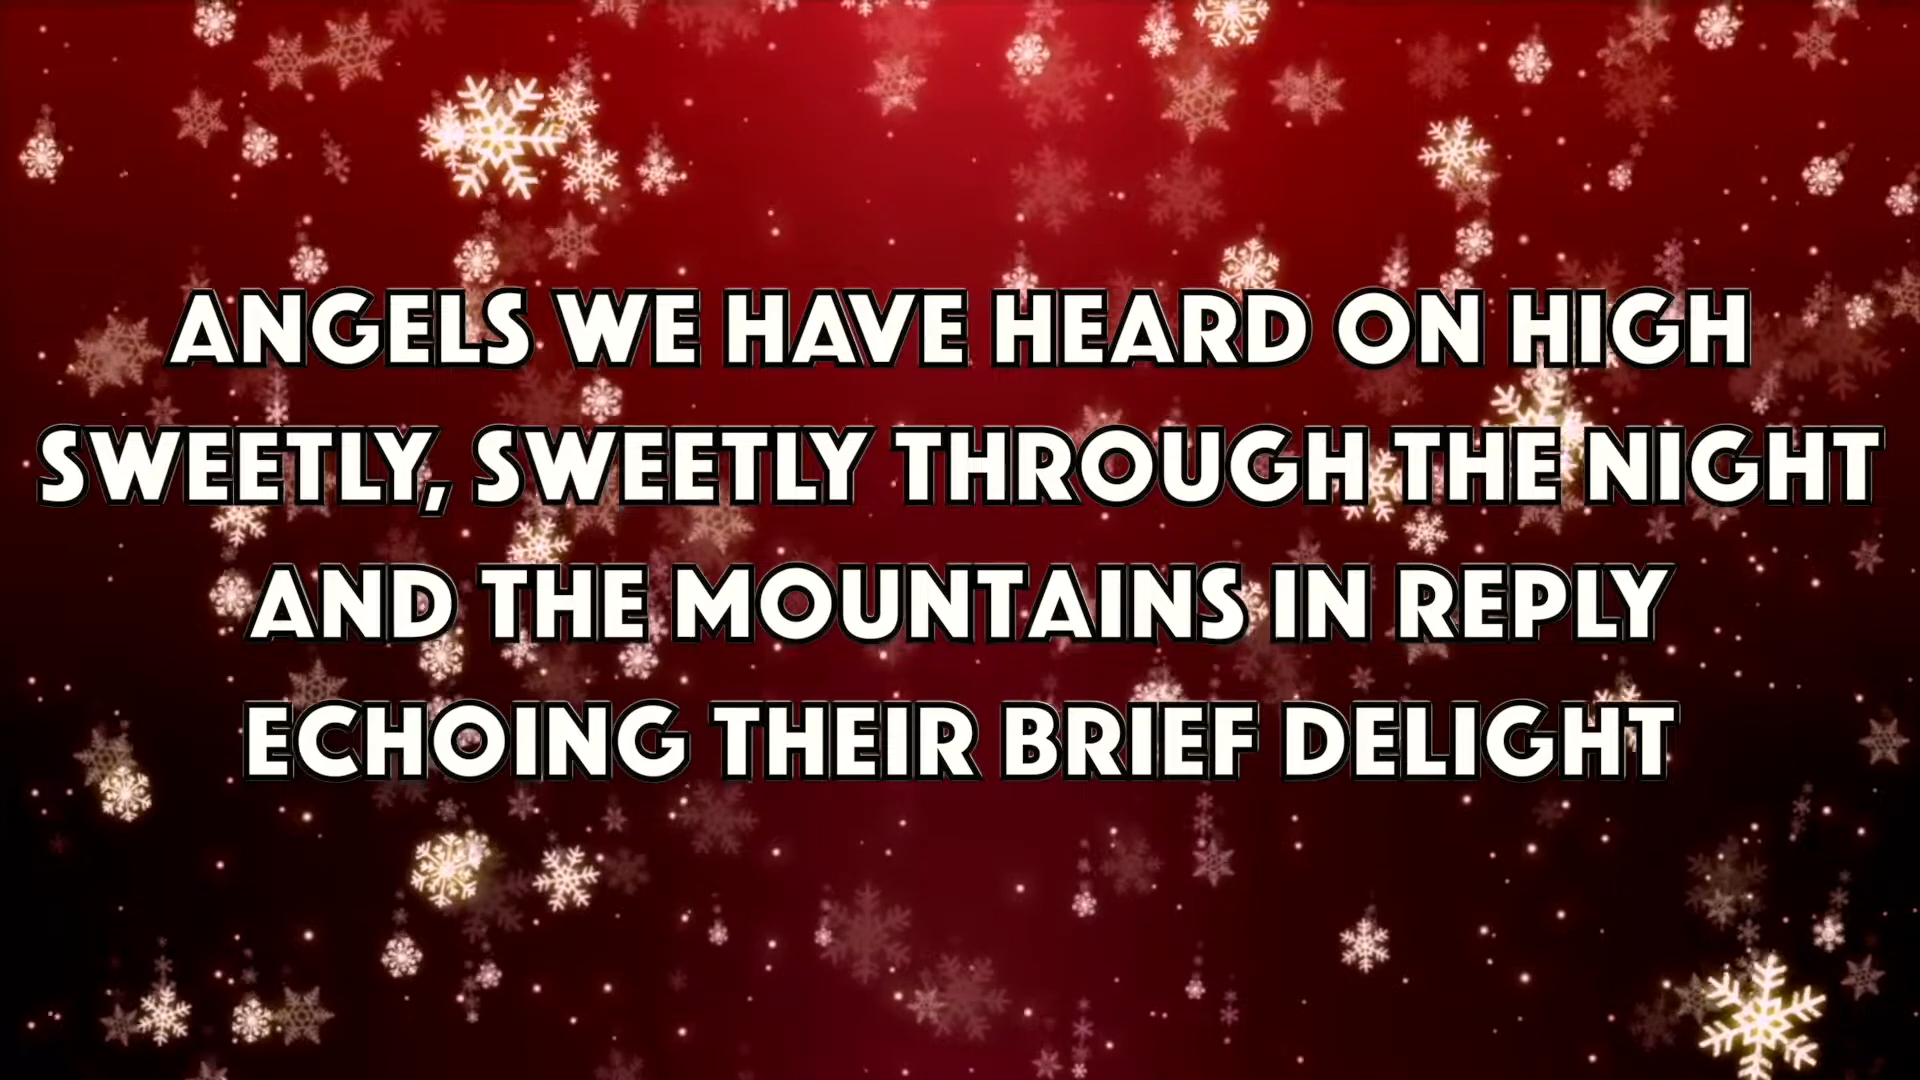 ANGELS WE HAVE HEARD ON HIGH
SWEETLY, SWEETLY THROUGH THE NIGHT
AND THE MOUNTAINS IN REPLY
ECHOING THEIR BRIEF DELIGHT